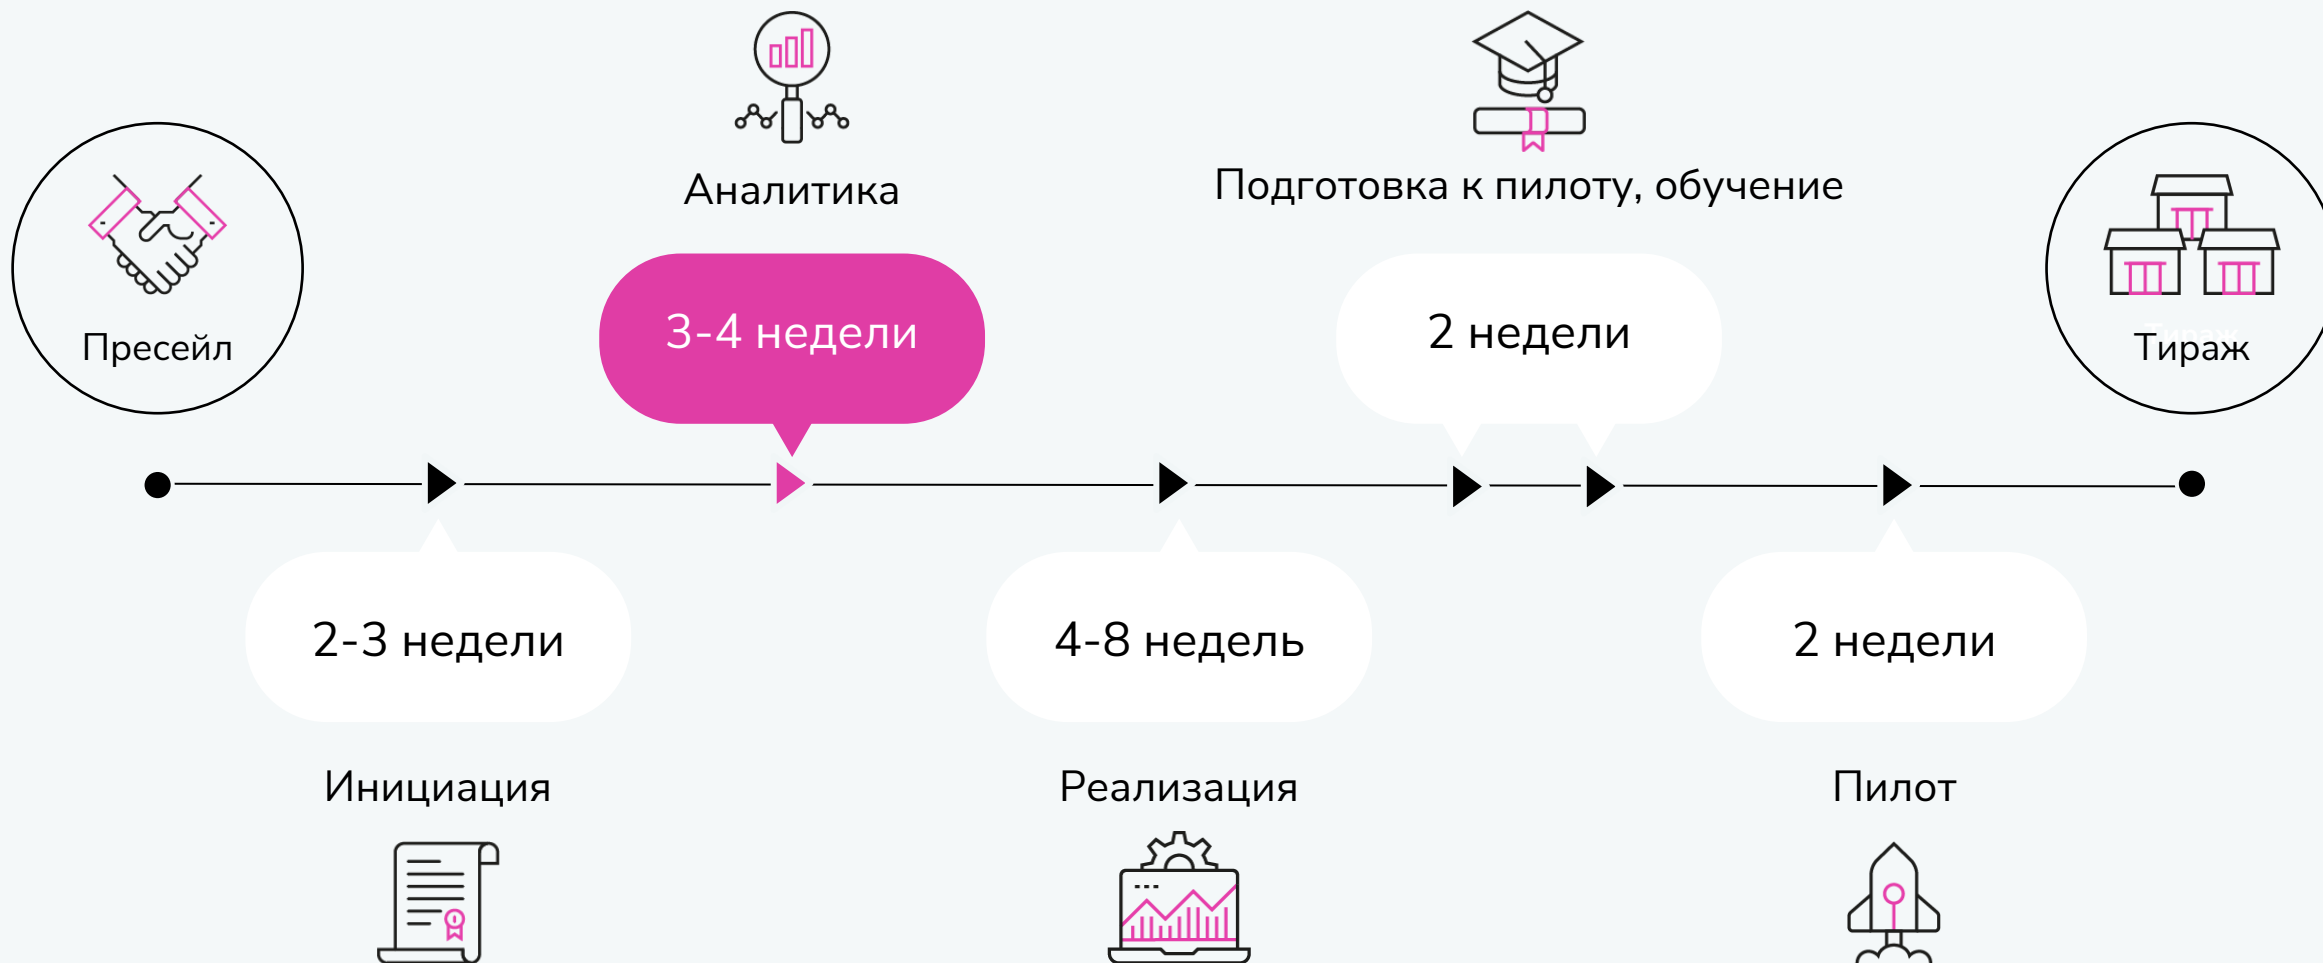 Аналитика
Подготовка к пилоту, обучение
Пресейл
3-4 недели
2 недели
Тираж
Тираж
2-3 недели
4-8 недель
2 недели
Инициация
Реализация
Пилот